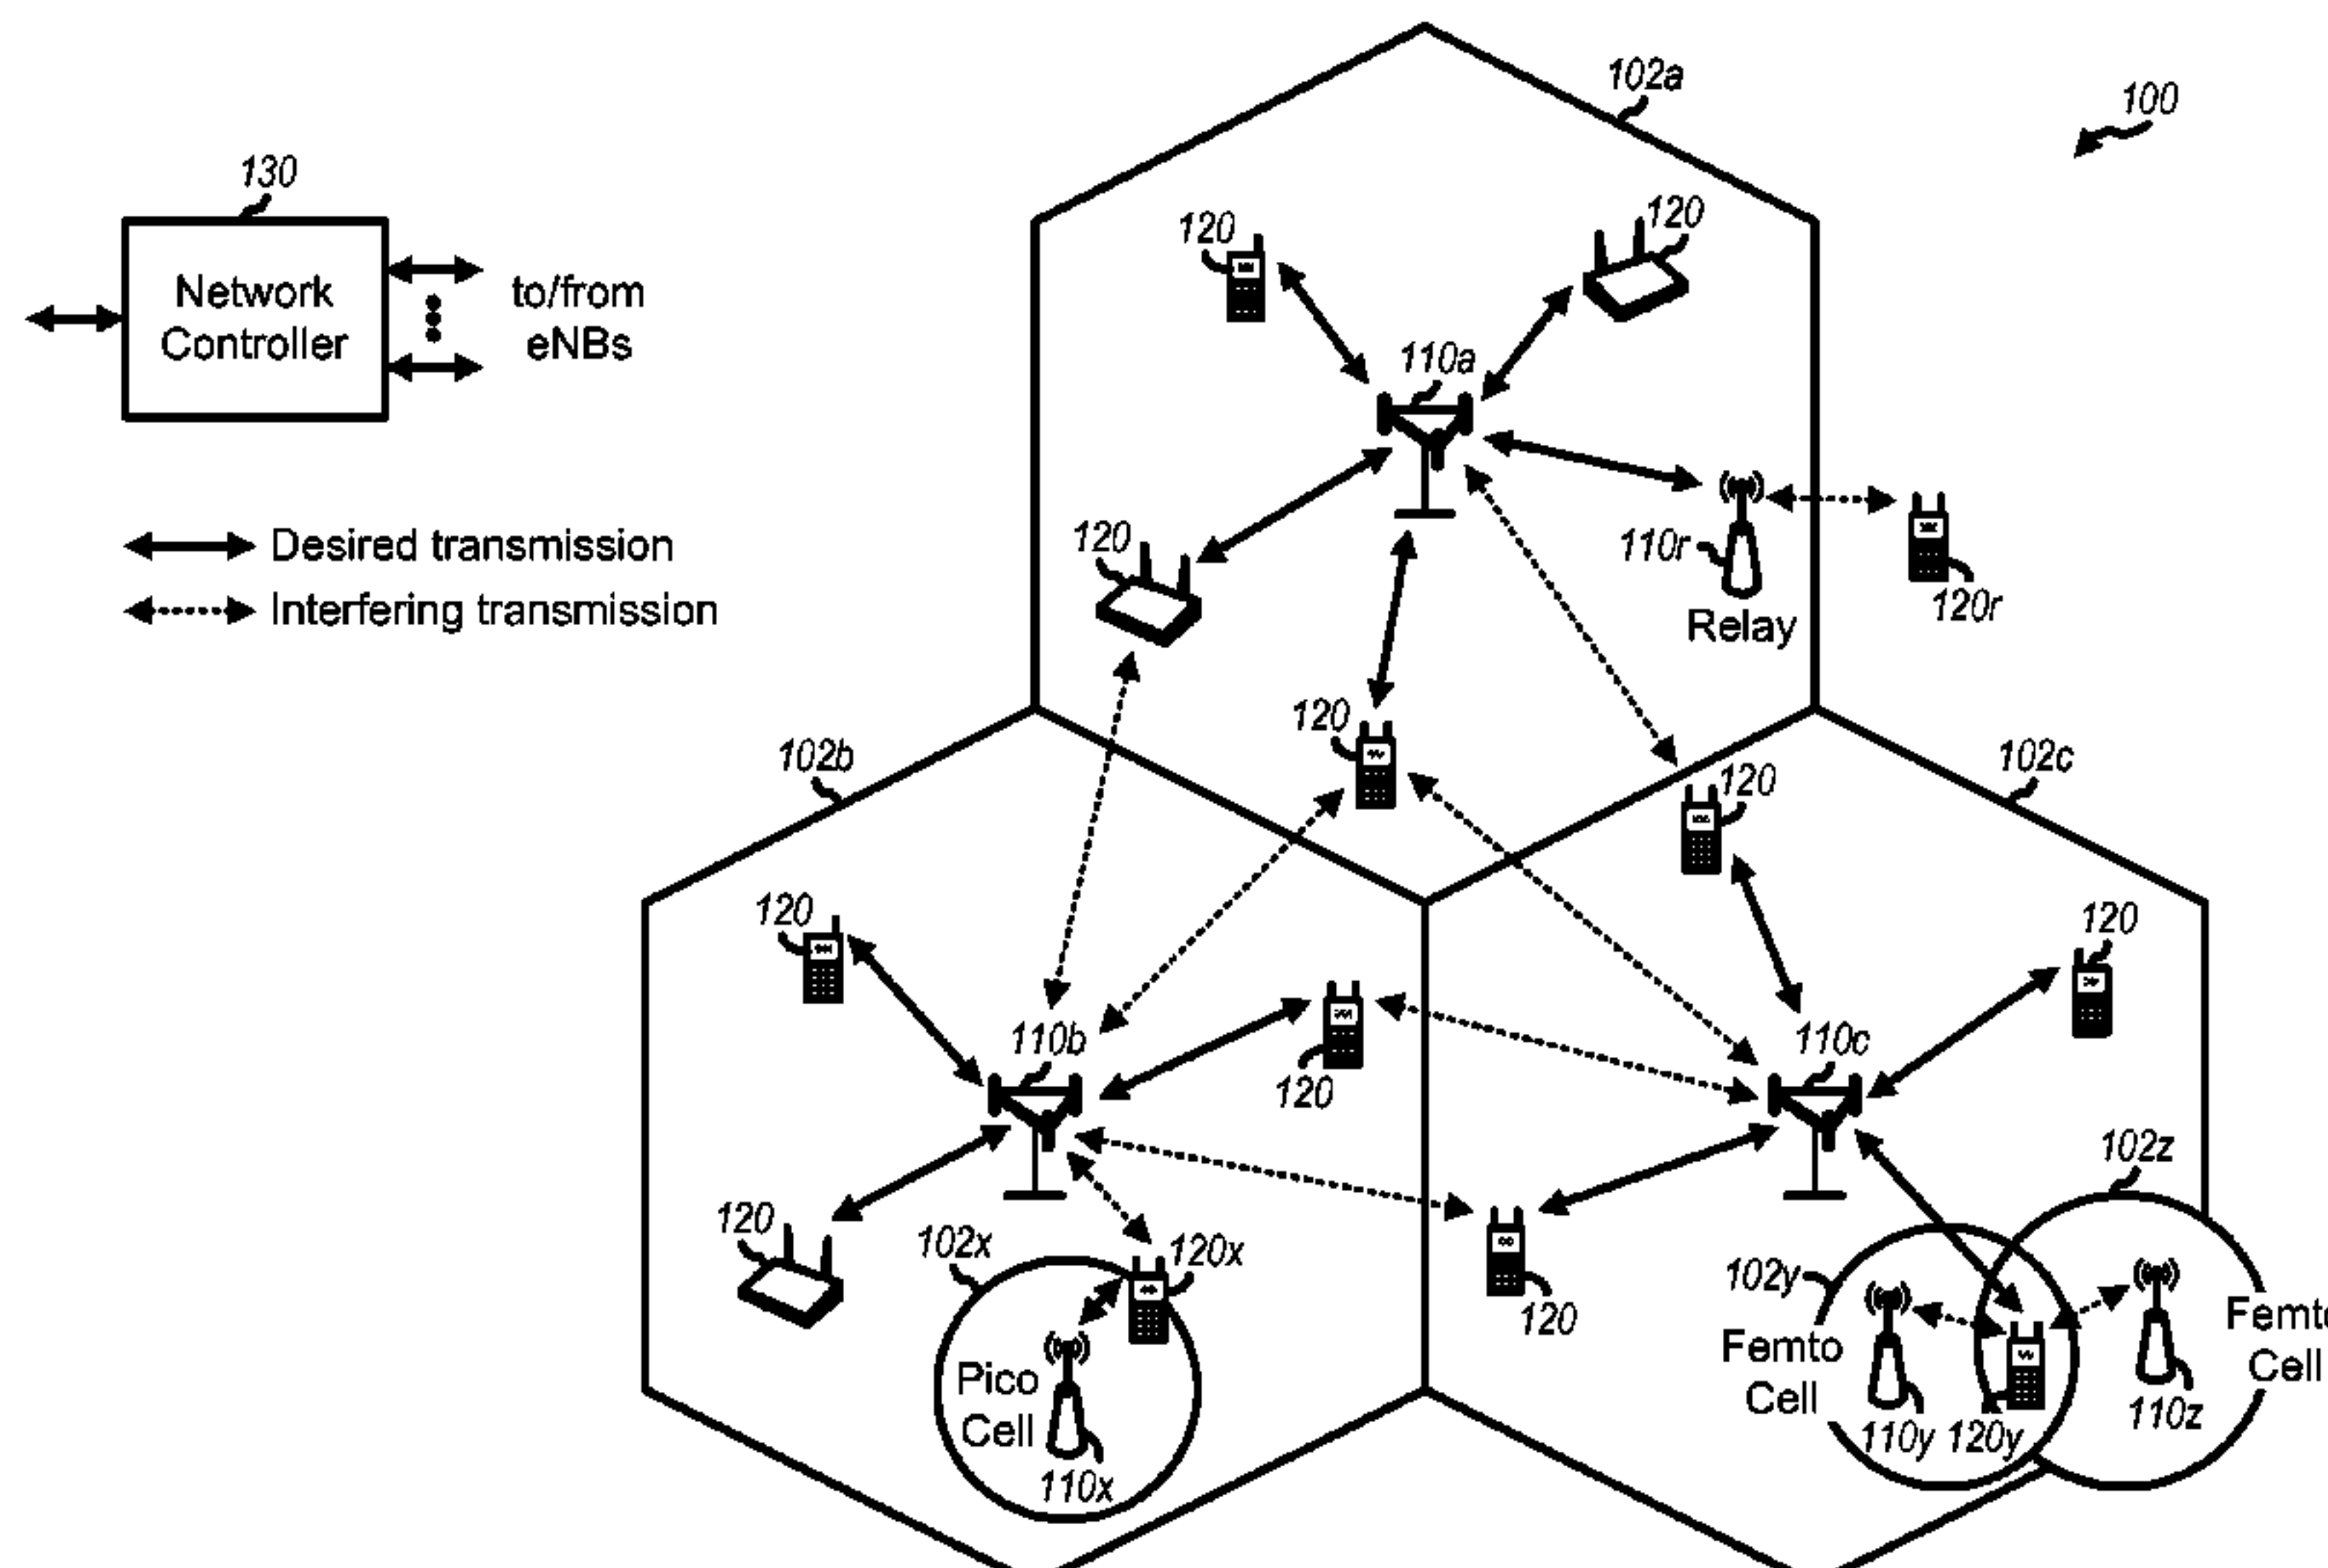 102a
100
130
120
120
Network
Controller
to/from
eNBs
110a
Desired transmission
Interfering transmission
120
110r
120r
Relay
120
102b
102c
120
120
120
110b
110c
120
102z
120
102x
120x
102y
120
Femto
Cell
Pico
Cell
Femto
Cell
110y
120y
110z
110x